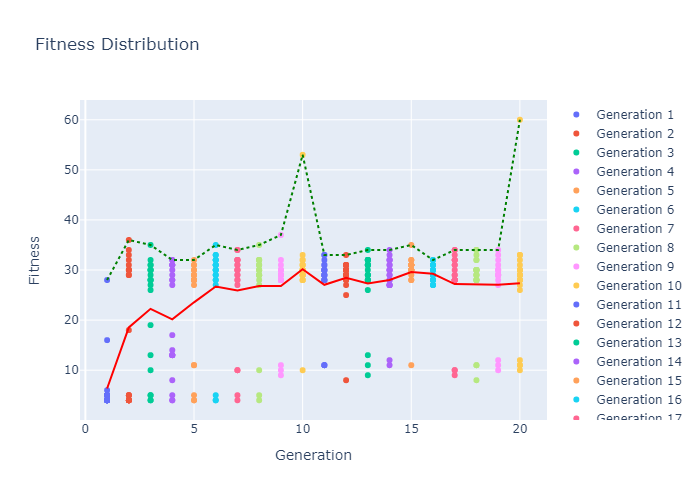 Fitness Distribution
Fitness
60
50
40
30
20
10
0
5
10
15
20
Generation
Generation 1
Generation 2
Generation 3
Generation 4
Generation 5
Generation 6
Generation 7
Generation 8
Generation 9
Generation 10
Generation 11
Generation 12
Generation 13
Generation 14
Generation 15
Generation 16
Generation 17